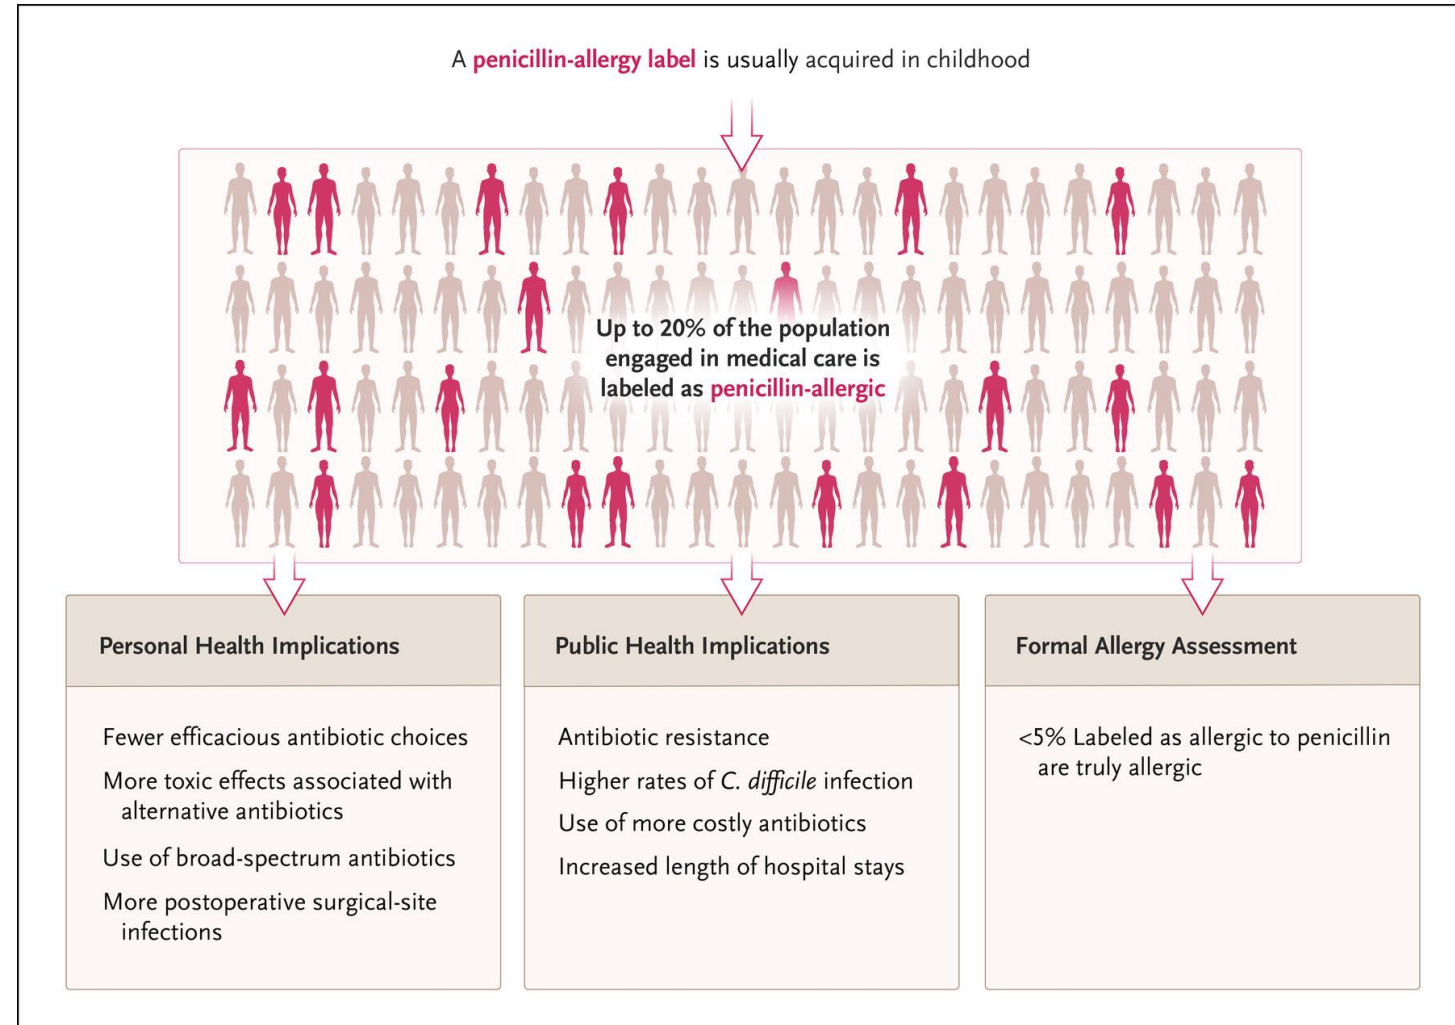 A penicillin-allergy label is usually acquired in childhood
Up to 20% of the population
engaged in medical care is
labeled as penicillin-allergic
Personal Health Implications
Fewer efficacious antibiotic choices
More toxic effects associated with
alternative antibiotics
Use of broad-spectrum antibiotics
More postoperative surgical-site
infections
Public Health Implications
Antibiotic resistance
Higher rates of C. difficile infection
Use of more costly antibiotics
Increased length of hospital stays
Formal Allergy Assessment
<5% Labeled as allergic to penicillin
are truly allergic